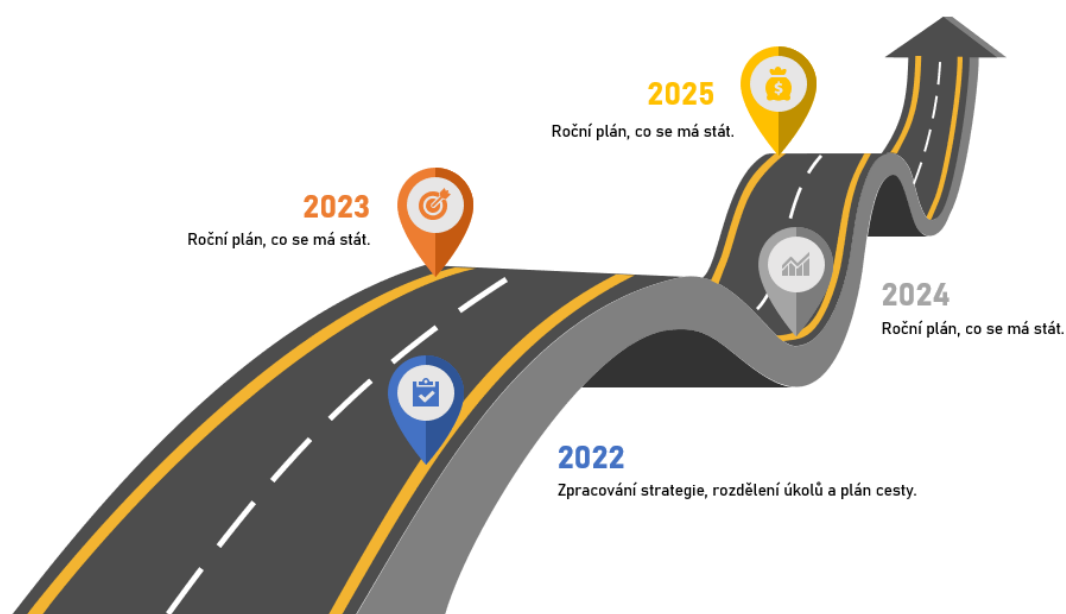 2025
Roční plán, co se má stát.
2023
Roční plán, co se má stát.
2024
Roční plán, co se má stát.
2022
Zpracování strategie, rozdělení úkolů a plán cesty.
$